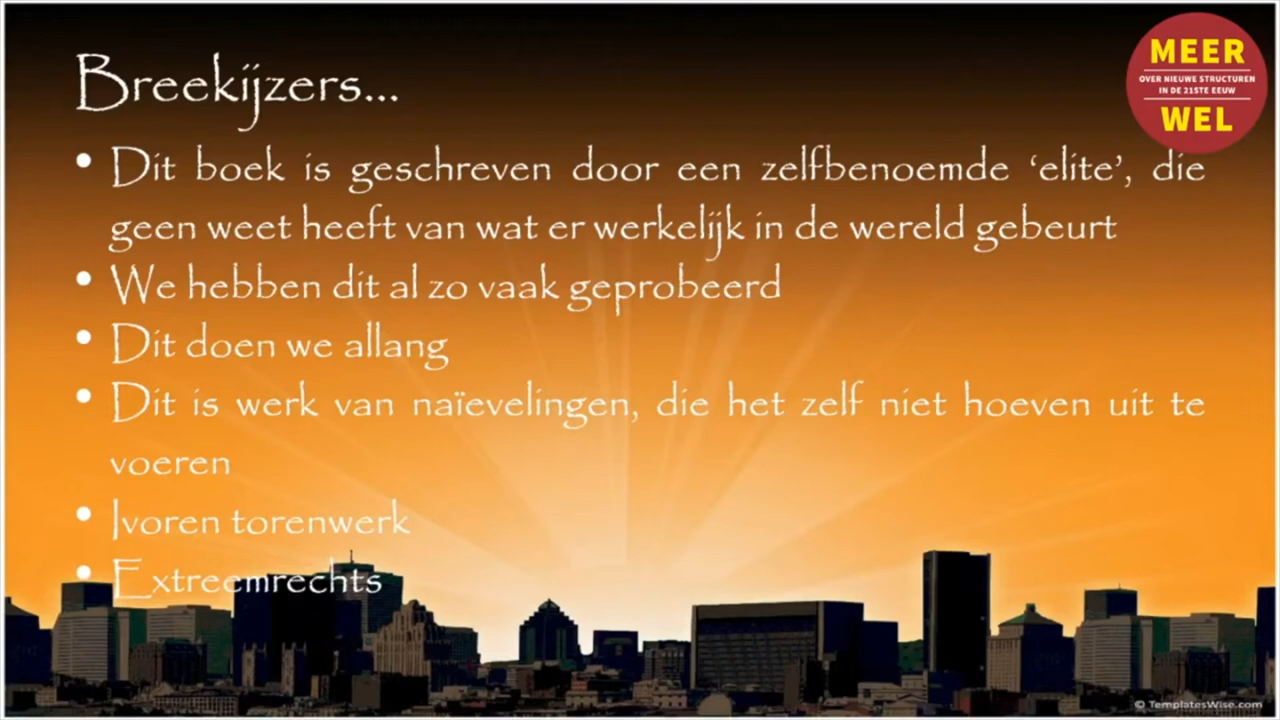 Breekijzers...
MEER
OVER NIEUWE STRUCTUREN
IN DE 21STE EEUW
WEL
• Dit boek is geschreven door een zelfbenoemde ‘elite’, die
geen weet heeft van wat er werkelijk in de wereld gebeurt
• We hebben dit al zo vaak geprobeerd
• Dit doen we allang
• Dit is werk van naïevelingen, die het zelf niet hoeven uit te
voeren
• Ivoren torenwerk
• Extreemrechts
© TemplatesWise.com